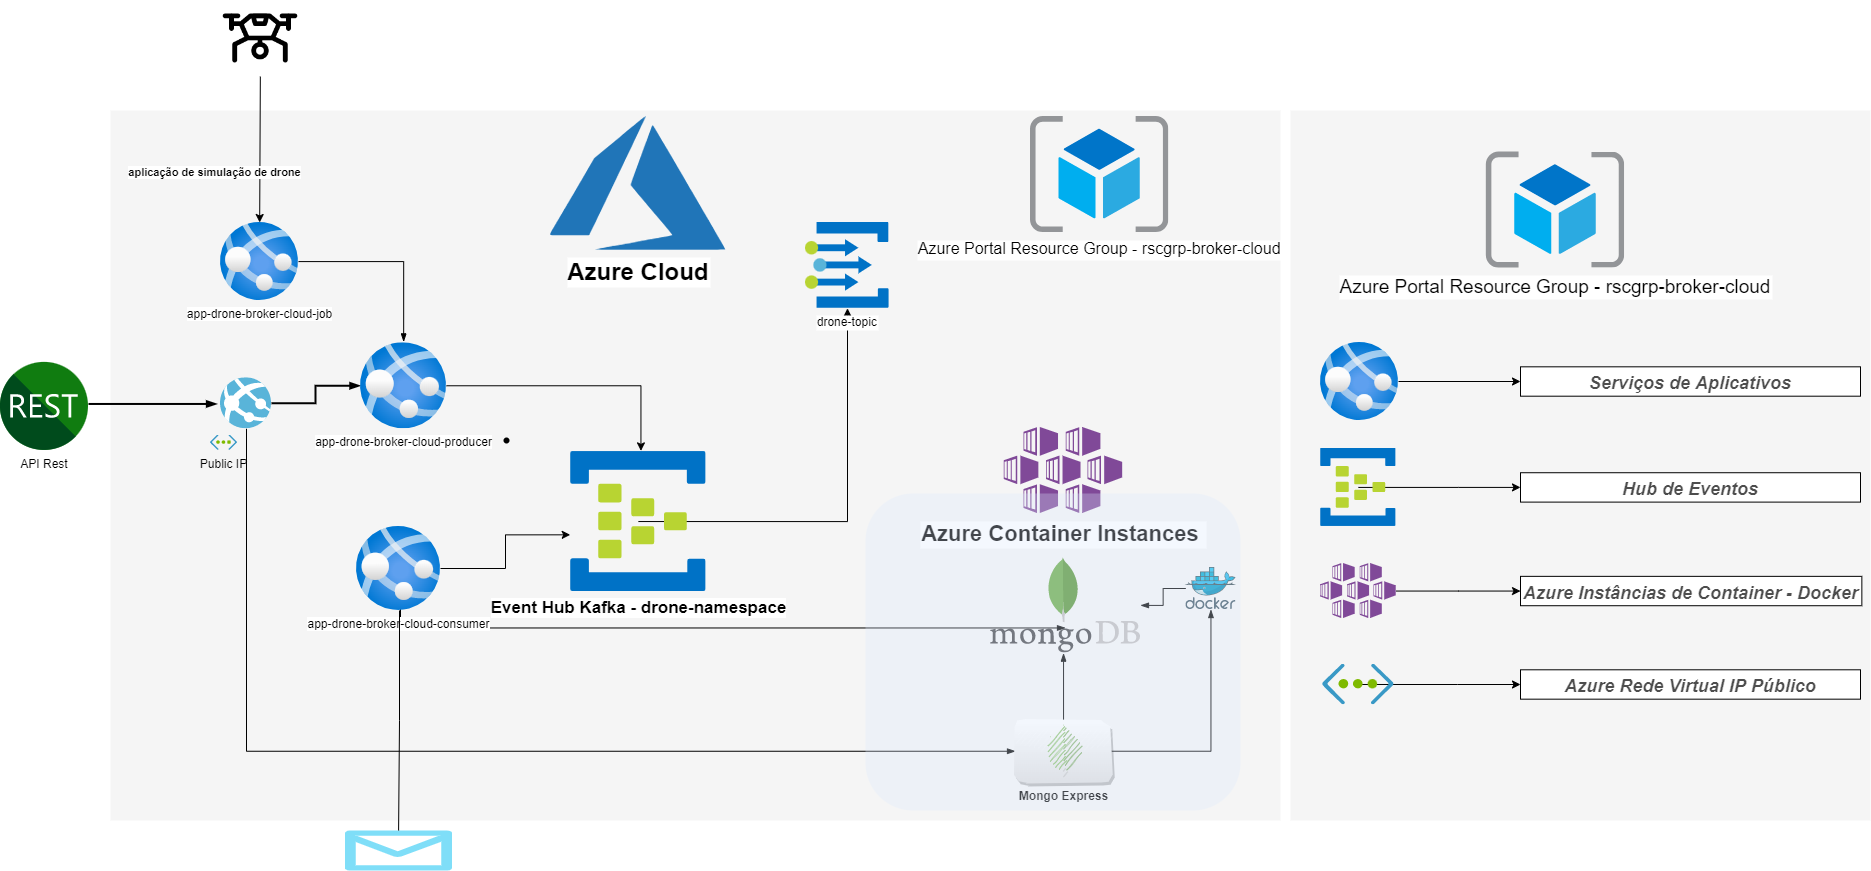 aplicação de simulação de drone
Azure Cloud
Azure Portal Resource Group - rscgrp-broker-cloud
app-drone-broker-cloud-job
drone-topic
REST
API Rest
Public IP
app-drone-broker-cloud-producer
Event Hub Kafka - drone-namespace
app-drone-broker-cloud-consumer
Azure Container Instances
docker
mongoDB
Mongo Express
Azure Portal Resource Group - rscgrp-broker-cloud
Serviços de Aplicativos
Hub de Eventos
Azure Instâncias de Container - Docker
Azure Rede Virtual IP Público